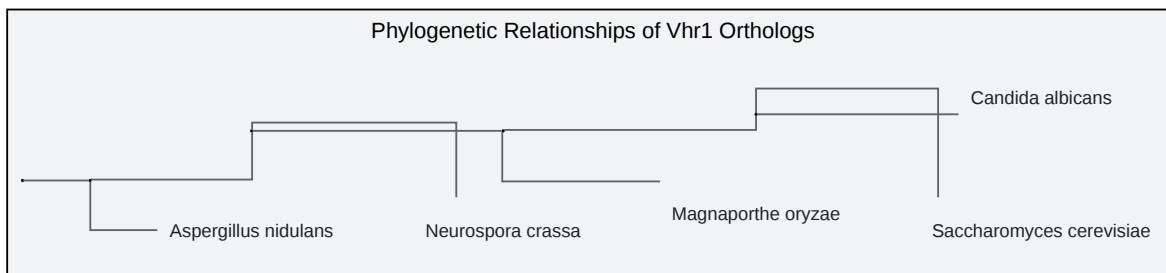 Phylogenetic Relationships of Vhr1 Orthologs
Candida albicans
Magnaporthe oryzae
Aspergillus nidulans
Neurospora crassa
Saccharomyces cerevisiae